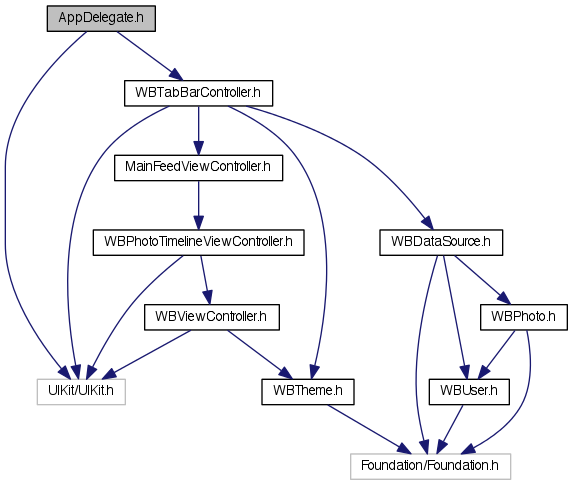 AppDelegate.h
WBTabBarController.h
MainFeedViewController.h
WBPhotoTimelineViewController.h
WBDataSource.h
WBViewController.h
WBPhoto.h
UIKit/UIKit.h
WBTheme.h
WBUser.h
Foundation/Foundation.h